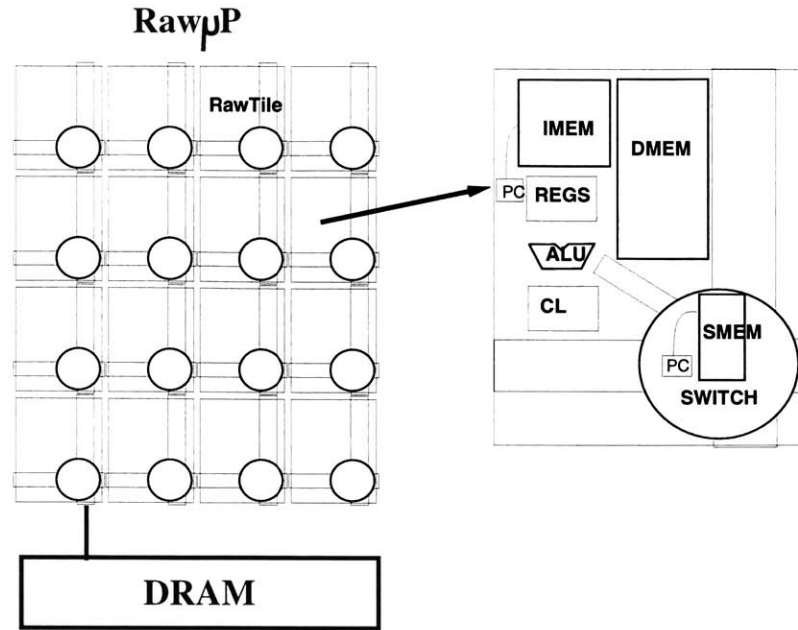 RawµP
RawTile
IMEM
DMEM
PC
REGS
ALU
CL
SMEM
PC
SWITCH
DRAM